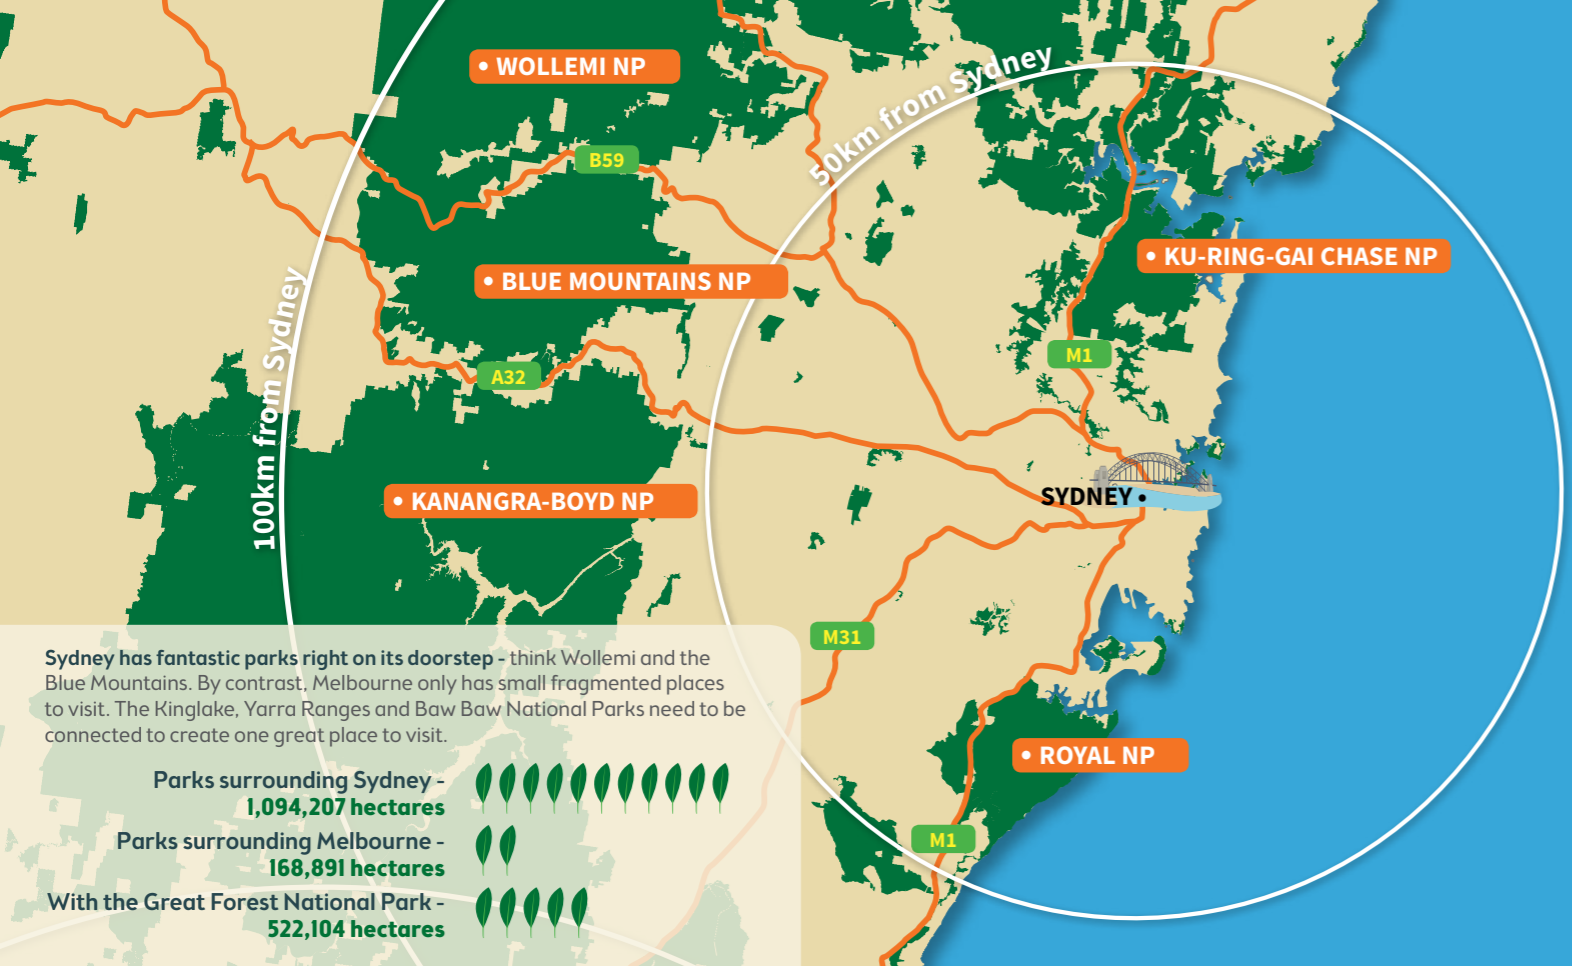 • WOLLEMI NP
50km from Sydney
B59
• KU-RING-GAI CHASE NP
• BLUE MOUNTAINS NP
100km from Sydney
M1
A32
• KANANGRA-BOYD NP
SYDNEY •
M31
Sydney has fantastic parks right on its doorstep - think Wollemi and the
Blue Mountains. By contrast, Melbourne only has small fragmented places
to visit. The Kinglake, Yarra Ranges and Baw Baw National Parks need to be
connected to create one great place to visit.
• ROYAL NP
M1
Parks surrounding Sydney -
1,094,207 hectares
Parks surrounding Melbourne -
168,891 hectares
With the Great Forest National Park -
522,104 hectares